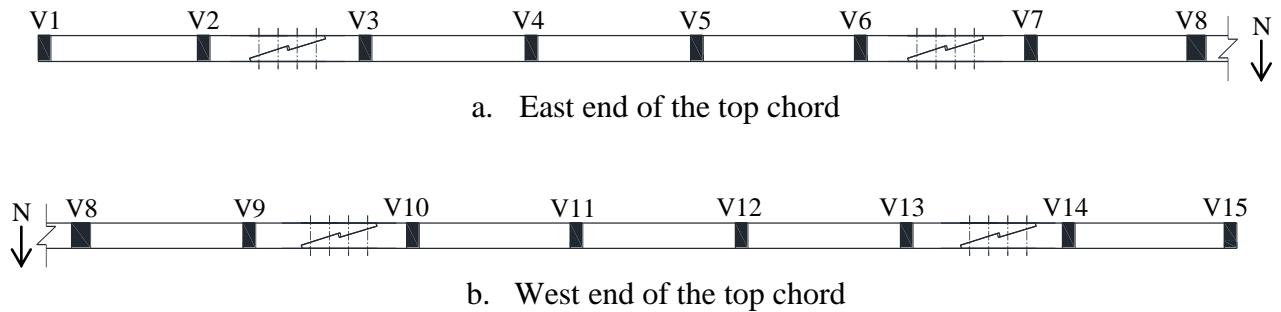 V1 V2 V3 V4 V5 V6 V7 V8 N
a. East end of the top chord
N V8 V9 V10 V11 V12 V13 V14 V15
b. West end of the top chord